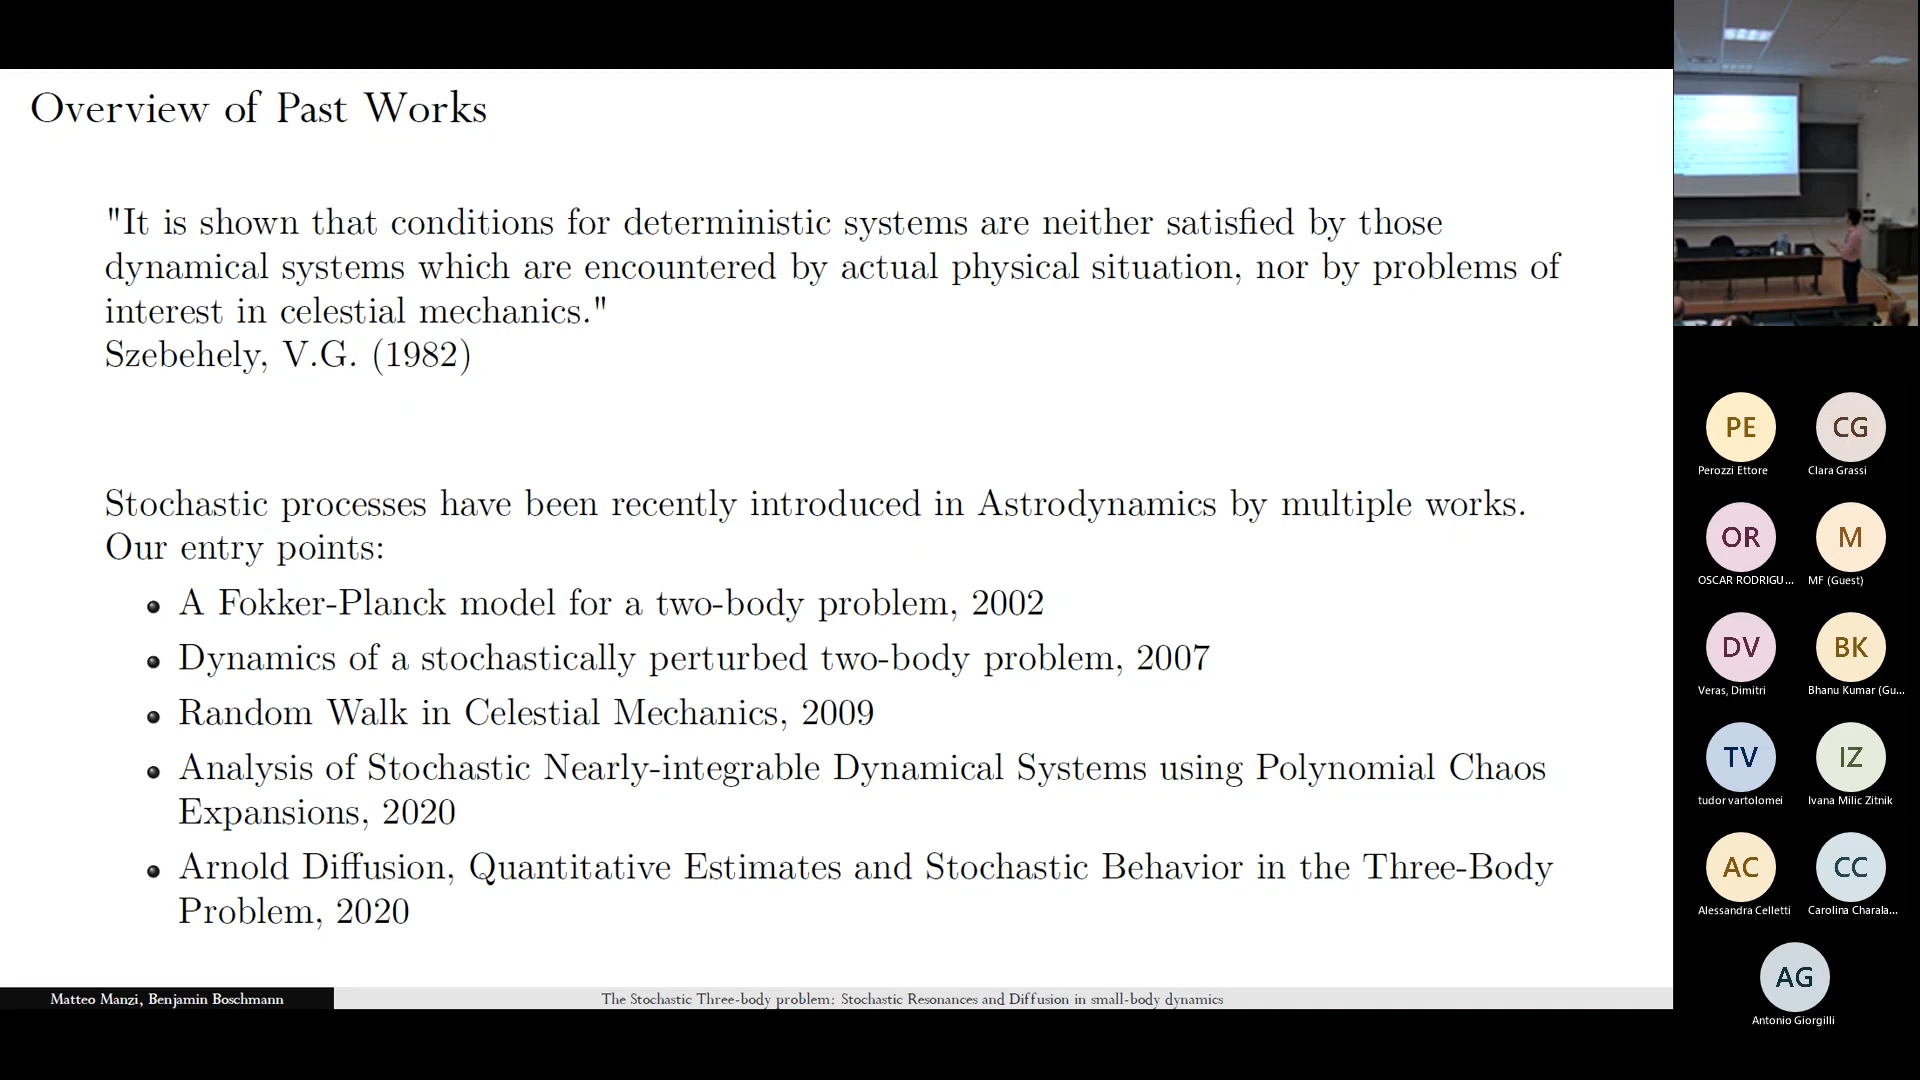 Overview of Past Works
"It is shown that conditions for deterministic systems are neither satisfied by those
dynamical systems which are encountered by actual physical situation, nor by problems of
interest in celestial mechanics."
Szebehely, V.G. (1982)
Stochastic processes have been recently introduced in Astrodynamics by multiple works.
Our entry points:
A Fokker-Planck model for a two-body problem, 2002
Dynamics of a stochastically perturbed two-body problem, 2007
Random Walk in Celestial Mechanics, 2009
Analysis of Stochastic Nearly-integrable Dynamical Systems using Polynomial Chaos
Expansions, 2020
Arnold Diffusion, Quantitative Estimates and Stochastic Behavior in the Three-Body
Problem, 2020
Matteo Manzi, Benjamin Boschmann
The Stochastic Three-body problem: Stochastic Resonances and Diffusion in small-body dynamics
PE
Perozzi Ettore
CG
Clara Grassi
OR
OSCAR RODRIGU...
M
MF (Guest)
DV
Veras, Dimitri
BK
Bhanu Kumar (Gu...
TV
tudor vartolomei
IZ
Ivana Milic Zitnik
AC
Alessandra Celletti
CC
Carolina Charala...
AG
Antonio Giorgilli